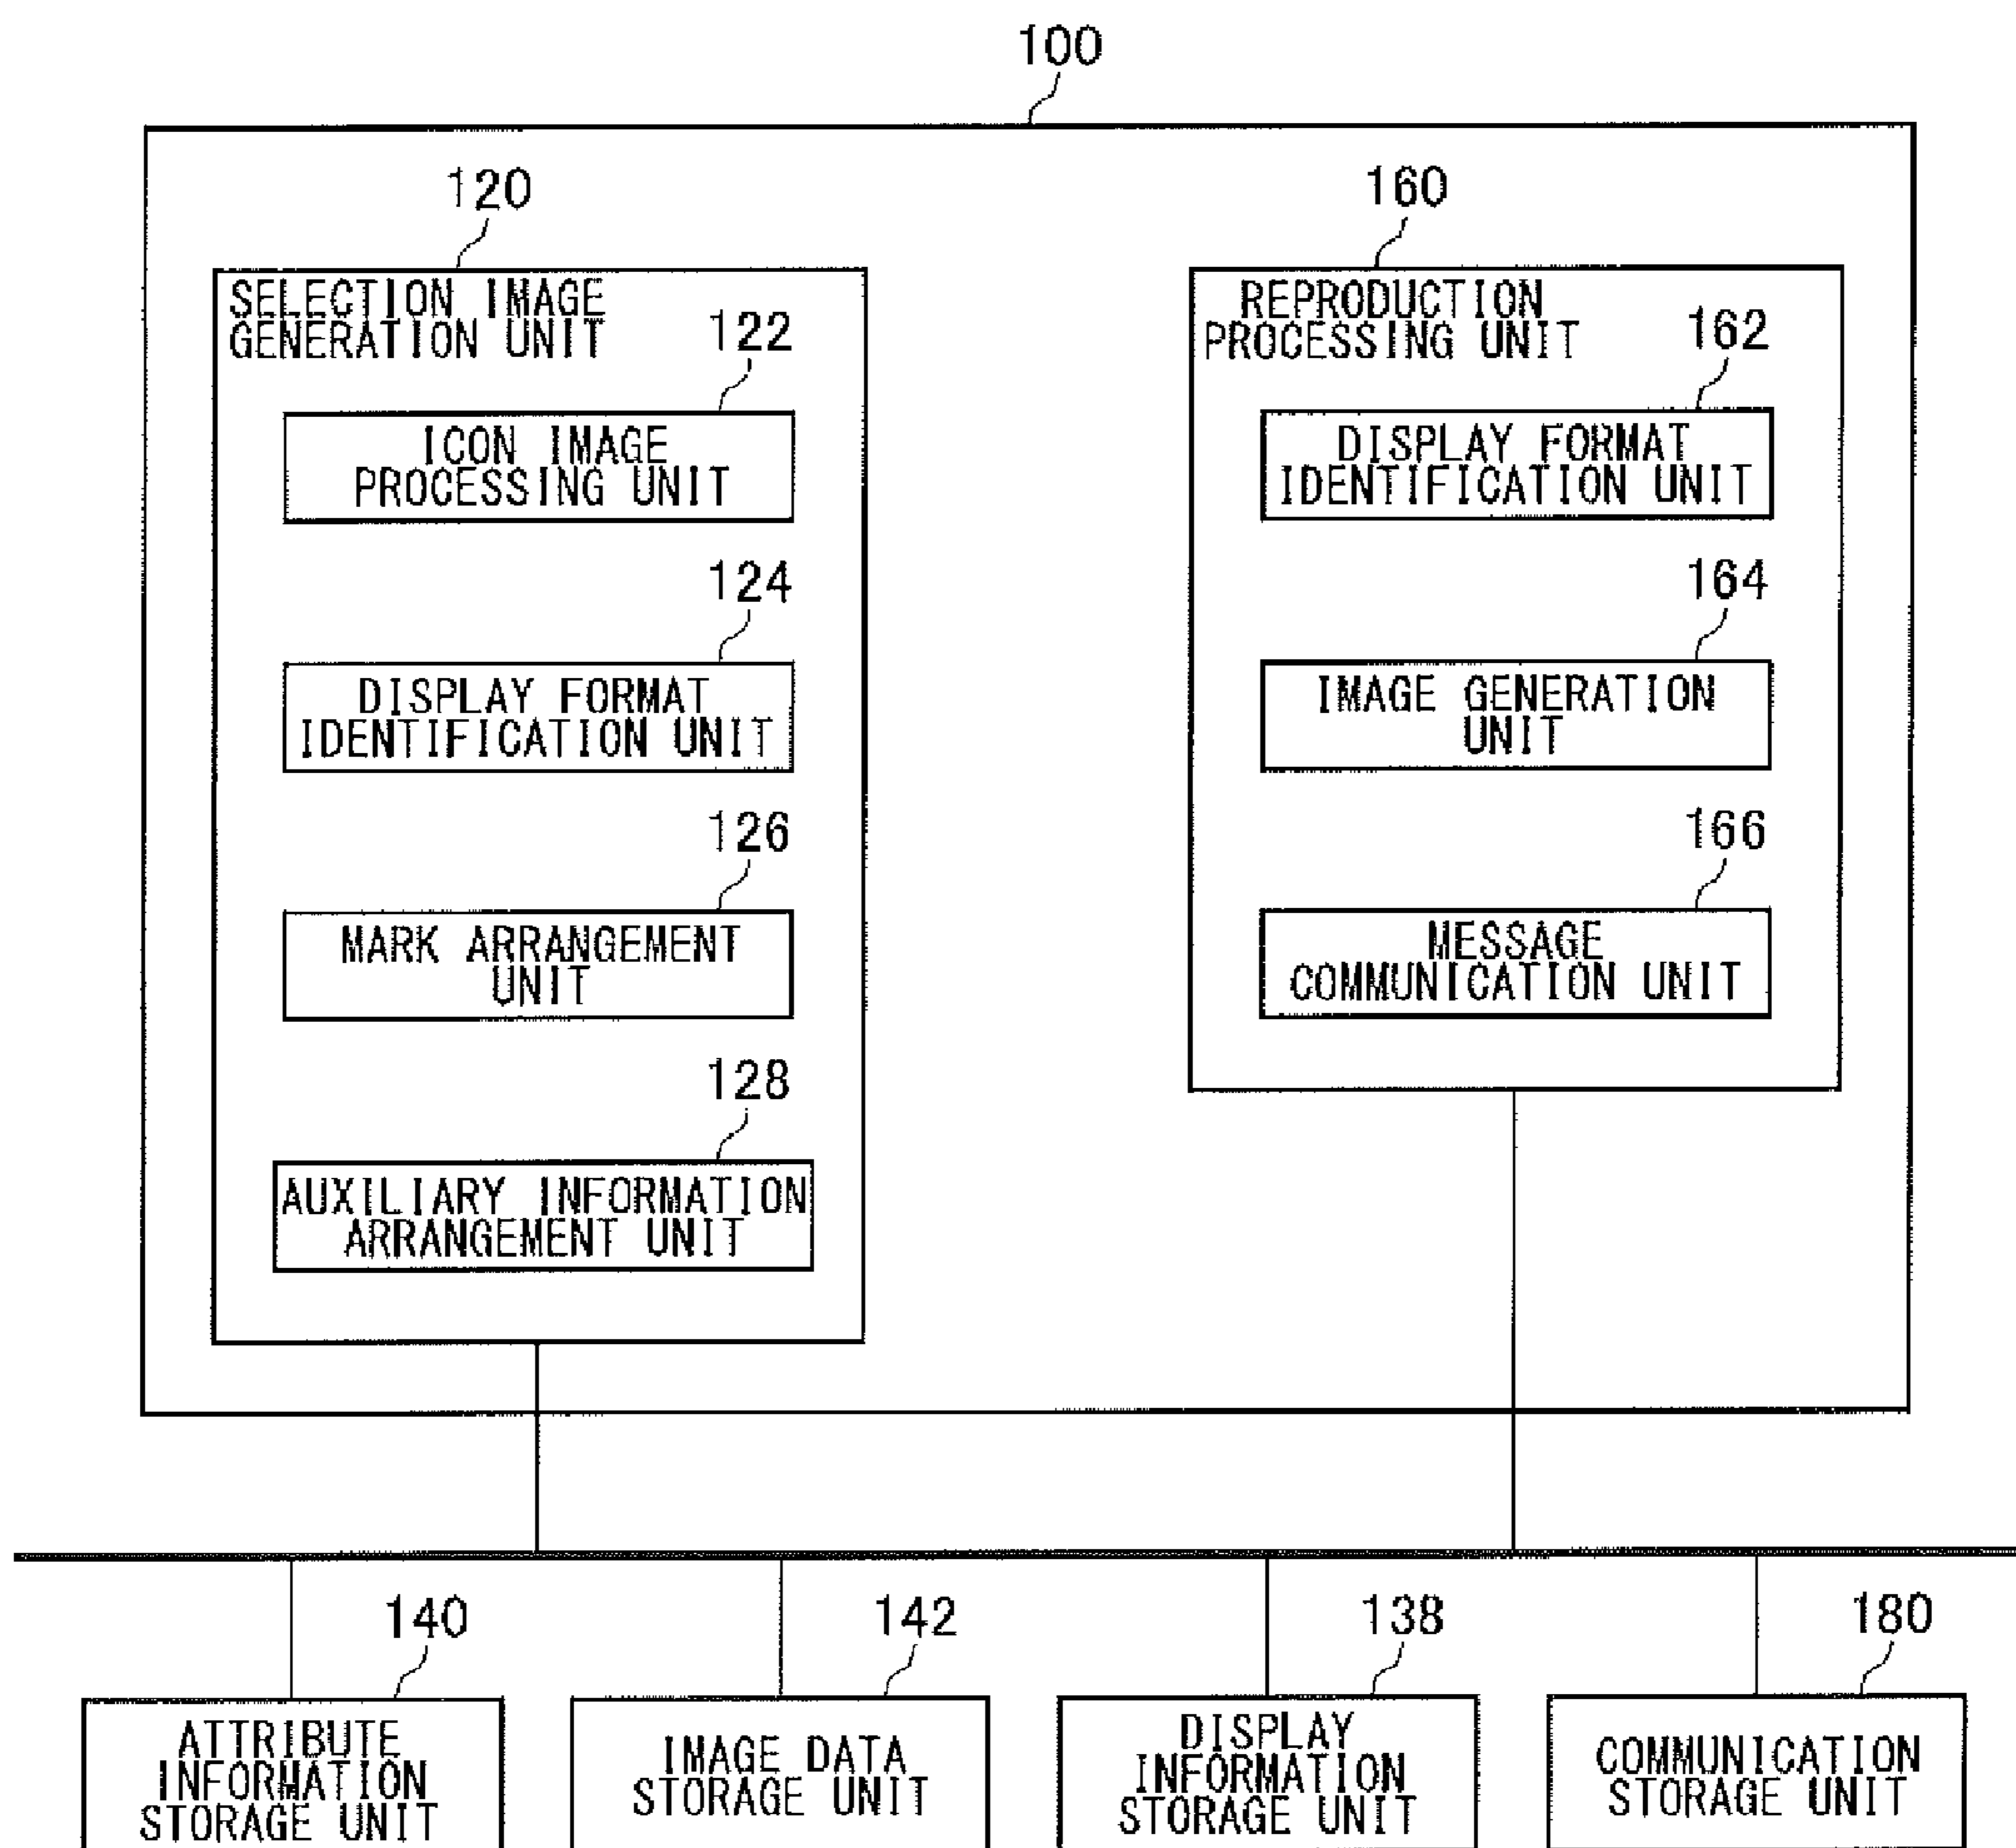 100
120
SELECTION IMAGE
GENERATION UNIT
122
ICON IMAGE
PROCESSING UNIT
124
DISPLAY FORMAT
IDENTIFICATION UNIT
126
MARK ARRANGEMENT
UNIT
128
AUXILIARY INFORMATION
ARRANGEMENT UNIT
160
REPRODUCTION
PROCESSING UNIT
162
DISPLAY FORMAT
IDENTIFICATION UNIT
164
IMAGE GENERATION
UNIT
166
MESSAGE
COMMUNICATION UNIT
140
ATTRIBUTE
INFORMATION
STORAGE UNIT
142
IMAGE DATA
STORAGE UNIT
138
DISPLAY
INFORMATION
STORAGE UNIT
180
COMMUNICATION
STORAGE UNIT